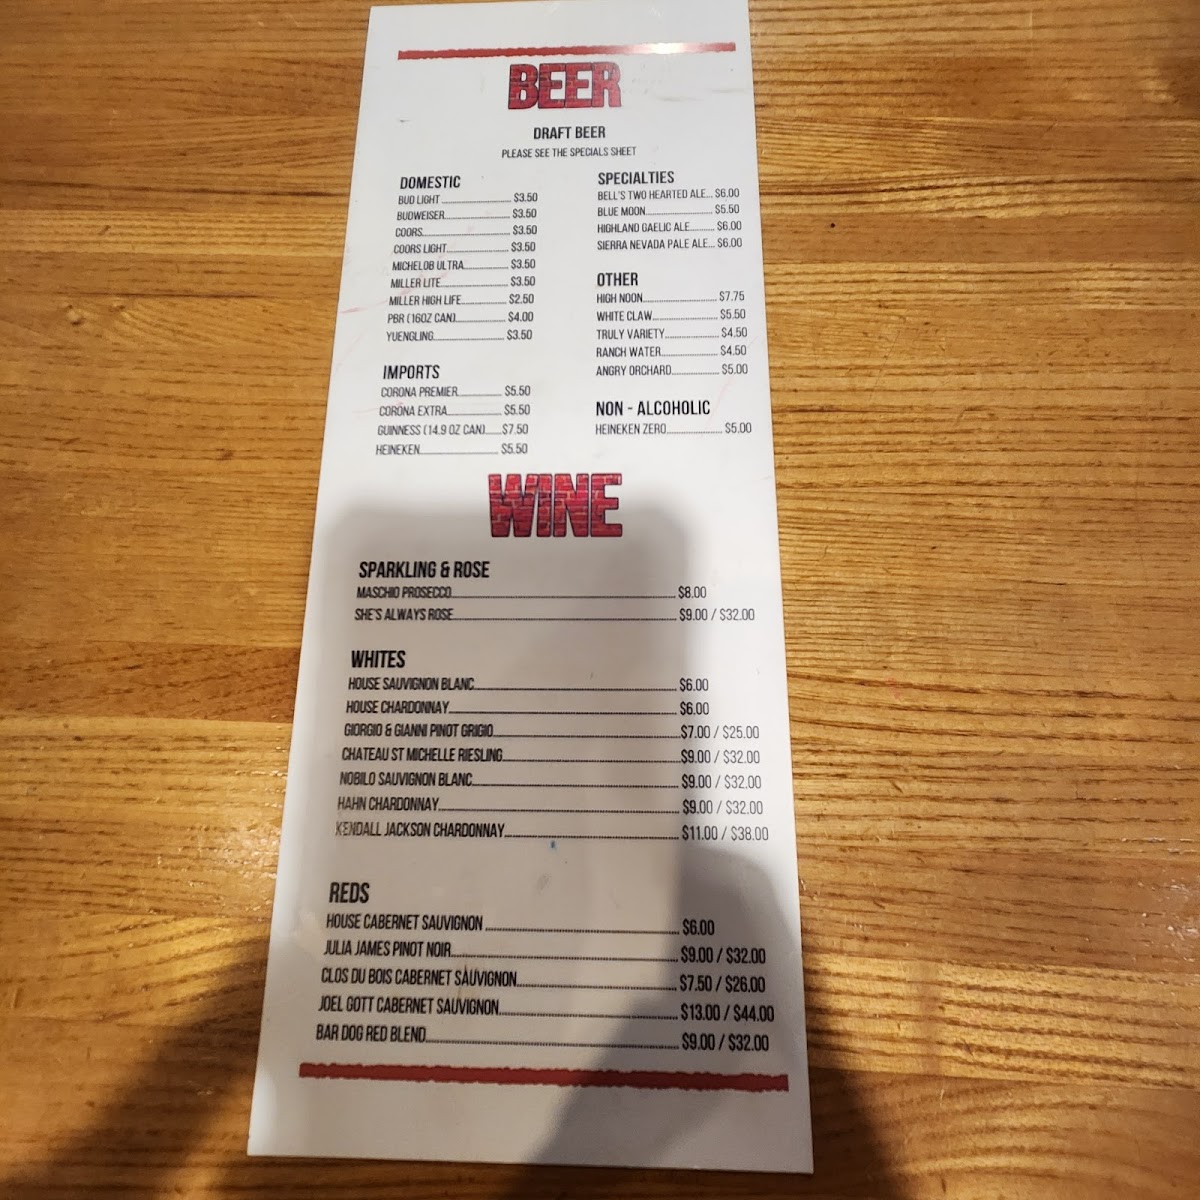 BEER
DRAFT BEER
PLEASE SEE THE SPECIALS SHEET
DOMESTIC
BUD LIGHT $3.50
BUDWEISER $3.50
COORS $3.50
COORS LIGHT $3.50
MICHELOB ULTRA $3.50
MILLER LITE $3.50
MILLER HIGH LIFE $2.50
PBR (16OZ CAN) $4.00
YUENGLING $3.50
IMPORTS
CORONA PREMIER $5.50
CORONA EXTRA $5.50
GUINNESS (14.9 OZ CAN) $7.50
HEINEKEN $5.50
SPECIALTIES
BELL'S TWO HEARTED ALE... $6.00
BLUE MOON $5.50
HIGHLAND GAELIC ALE $6.00
SIERRA NEVADA PALE ALE... $6.00
OTHER
HIGH NOON $7.75
WHITE CLAW $5.50
TRULY VARIETY $4.50
RANCH WATER $4.50
ANGRY ORCHARD $5.00
NON - ALCOHOLIC
HEINEKEN ZERO $5.00
WINE
SPARKLING & ROSE
MASCHIO PROSECCO $8.00
SHE'S ALWAYS ROSE $9.00 / $32.00
WHITES
HOUSE SAUVIGNON BLANC $6.00
HOUSE CHARDONNAY $6.00
GIORGIO & GIANNI PINOT GRIGIO $7.00 / $25.00
CHATEAU ST MICHELLE RIESLING $9.00 / $32.00
NOBILO SAUVIGNON BLANC $9.00 / $32.00
HAHN CHARDONNAY $9.00 / $32.00
KENDALL JACKSON CHARDONNAY $11.00 / $38.00
REDS
HOUSE CABERNET SAUVIGNON $6.00
JULIA JAMES PINOT NOIR $9.00 / $32.00
CLOS DU BOIS CABERNET SAUVIGNON $7.50 / $26.00
JOEL GOTT CABERNET SAUVIGNON $13.00 / $44.00
BAR DOG RED BLEND $9.00 / $32.00